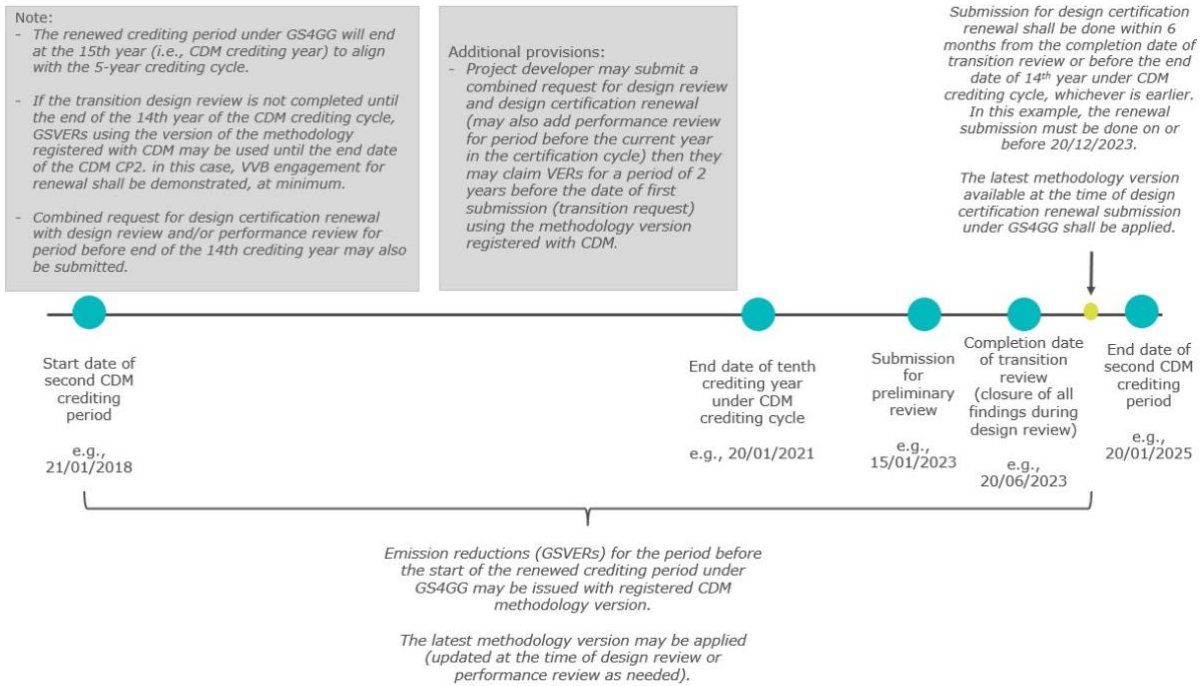 Note:
- The renewed crediting period under GS4GG will end
at the 15th year (i.e., CDM crediting year) to align
with the 5-year crediting cycle.
- If the transition design review is not completed until
the end of the 14th year of the CDM crediting cycle,
GSVERs using the version of the methodology
registered with CDM may be used until the end date
of the CDM CP2. in this case, VVB engagement for
renewal shall be demonstrated, at minimum.
- Combined request for design certification renewal
with design review and/or performance review for
period before end of the 14th crediting year may also
be submitted.
Additional provisions:
- Project developer may submit a
combined request for design review
and design certification renewal
(may also add performance review
for period before the current year
in the certification cycle) then they
may claim VERs for a period of 2
years before the date of first
submission (transition request)
using the methodology version
registered with CDM.
Submission for design certification
renewal shall be done within 6
months from the completion date of
transition review or before the end
date of 14th year under CDM
crediting cycle, whichever is earlier.
In this example, the renewal
submission must be done on or
before 20/12/2023.
The latest methodology version
available at the time of design
certification renewal submission
under GS4GG shall be applied.
Start date of
second CDM
crediting
period
e.g.,
21/01/2018
End date of tenth
crediting year
under CDM
crediting cycle
e.g., 20/01/2021
Submission
for
preliminary
review
e.g.,
15/01/2023
Completion date
of transition
review
(closure of all
findings during
design review)
e.g.,
20/06/2023
End date of
second CDM
crediting
period
e.g.,
20/01/2025
Emission reductions (GSVERs) for the period before
the start of the renewed crediting period under
GS4GG may be issued with registered CDM
methodology version.
The latest methodology version may be applied
(updated at the time of design review or
performance review as needed).